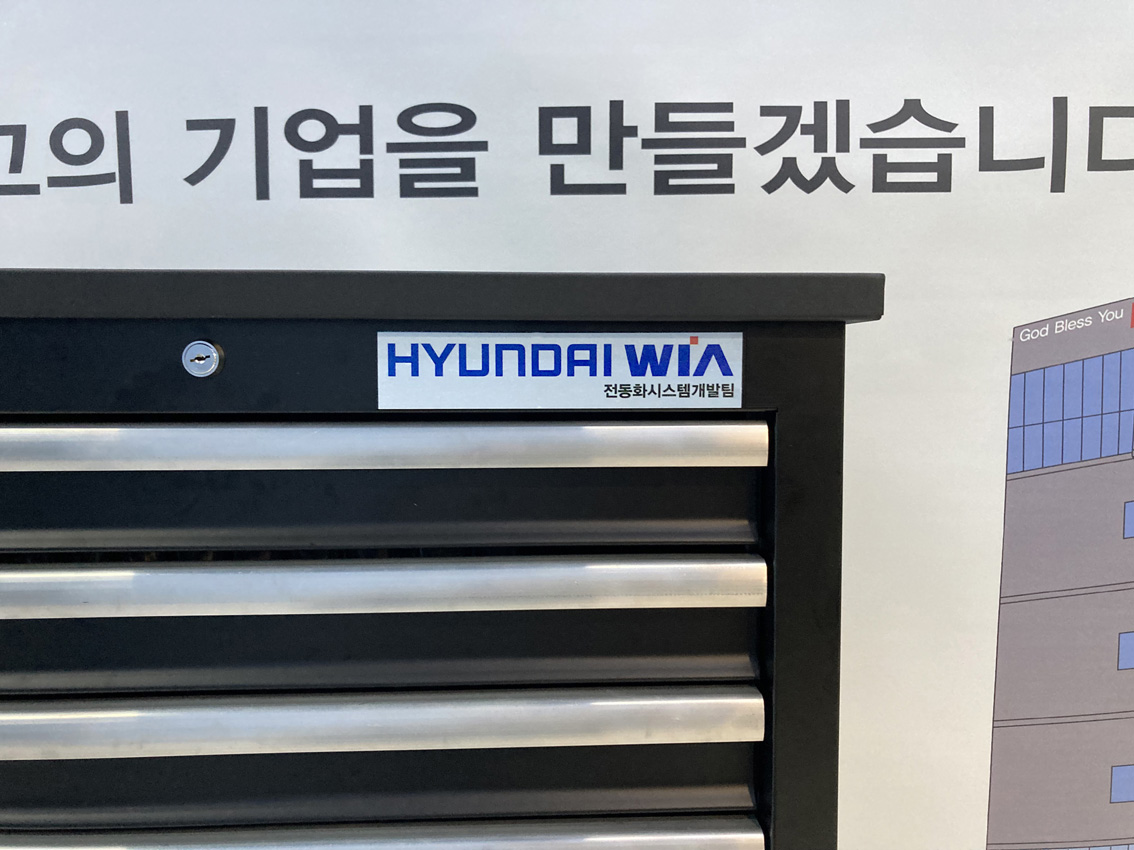 고의 기업을 만들겠습니다
God Bless You
HYUNDAI WIA
전동화시스템개발팀